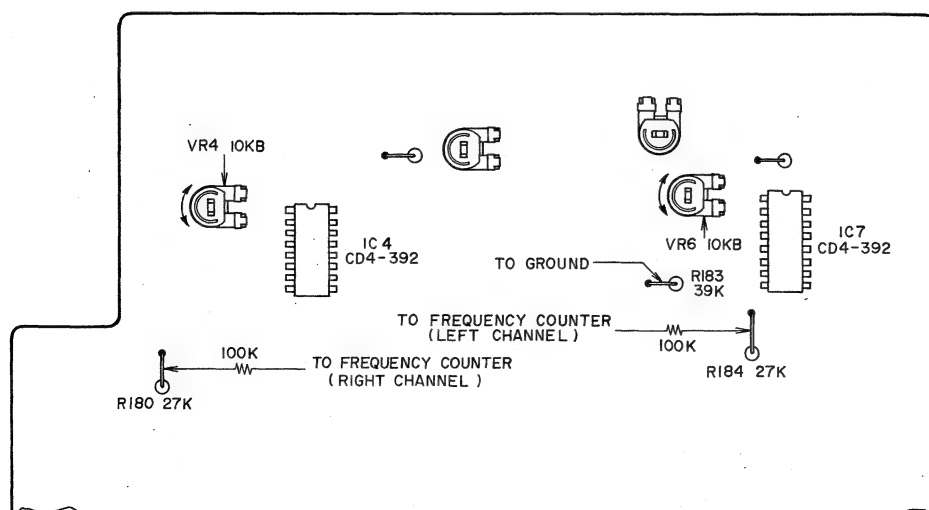 VR4 10KB
IC4
CD4-392
VR6 10KB
IC7
CD4-392
TO GROUND
R183
39K
TO FREQUENCY COUNTER
(LEFT CHANNEL)
100K
R184 27K
100K
TO FREQUENCY COUNTER
(RIGHT CHANNEL)
R180 27K